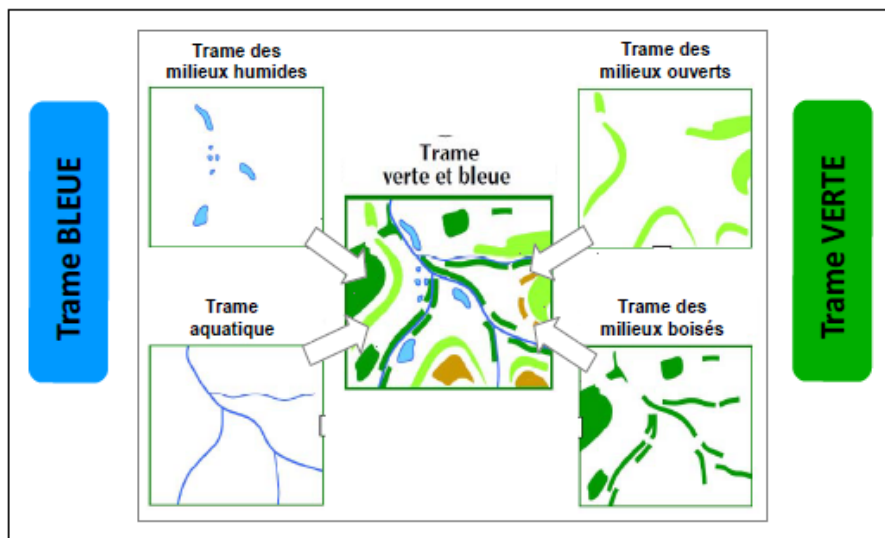 Trame BLEUE
Trame des
milieux humides
Trame
aquatique
Trame
verte et bleue
Trame des
milieux ouverts
Trame des
milieux boisés
Trame VERTE